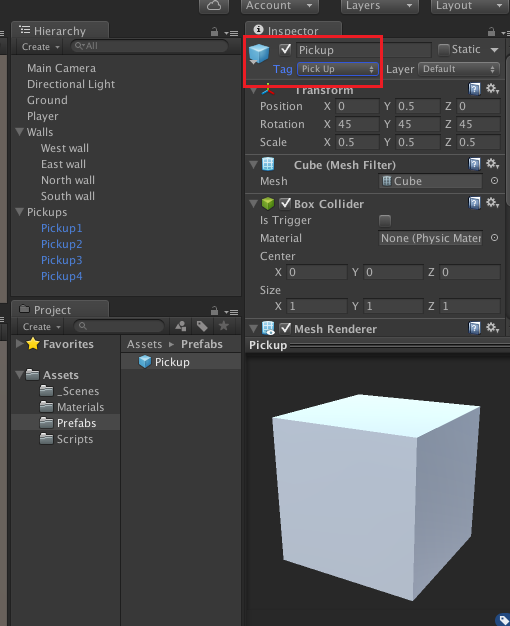 Account
Layers
Layout
Hierarchy
Create
All
Main Camera
Directional Light
Ground
Player
Walls
West wall
East wall
North wall
South wall
Pickups
Pickup1
Pickup2
Pickup3
Pickup4
Project
Create
Favorites
Assets
_Scenes
Materials
Prefabs
Scripts
Assets ▸ Prefabs
Pickup
Inspector
Pickup Static
Tag Pick Up Layer Default
Transform
Position X 0 Y 0.5 Z 0
Rotation X 45 Y 45 Z 45
Scale X 0.5 Y 0.5 Z 0.5
Cube (Mesh Filter)
Mesh Cube
Box Collider
Is Trigger
Material None (Physic Mater
Center
X 0 Y 0 Z 0
Size
X 1 Y 1 Z 1
Mesh Renderer
Pickup